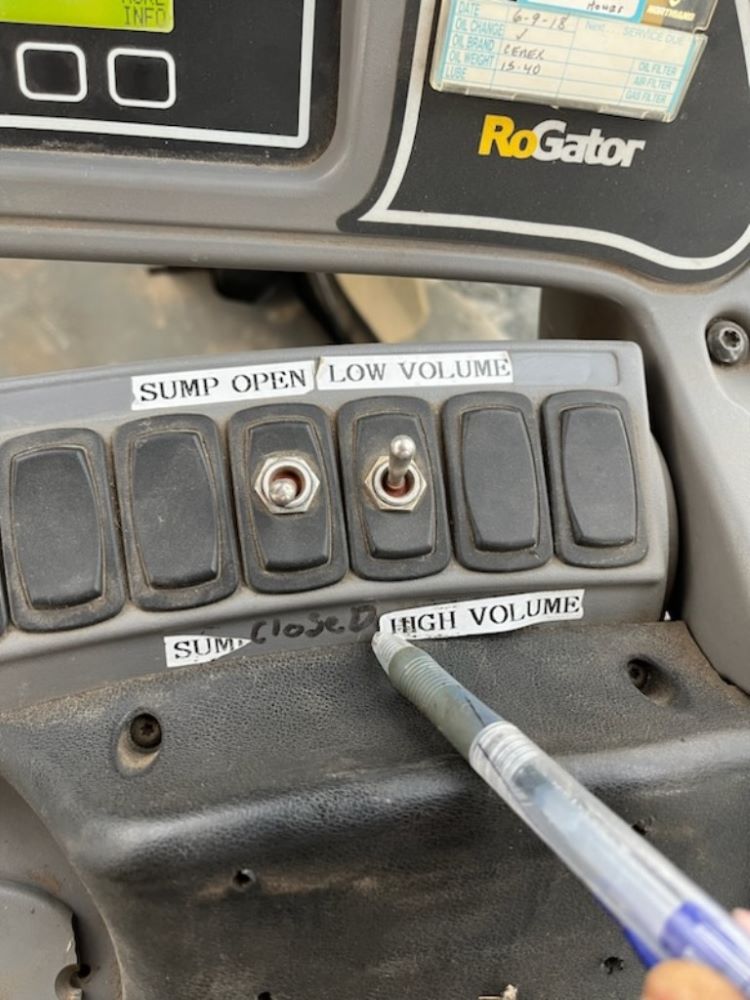 INFO
Hours
NORTHLAND
DATE 6-9-18 Next... SERVICE DUE
OIL CHANGE ✓
OIL BRAND CENEX OIL FILTER
OIL WEIGHT 15-40 AIR FILTER
LUBE GAS FILTER
RoGator
SUMP OPEN LOW VOLUME
SUMP CloseD HIGH VOLUME